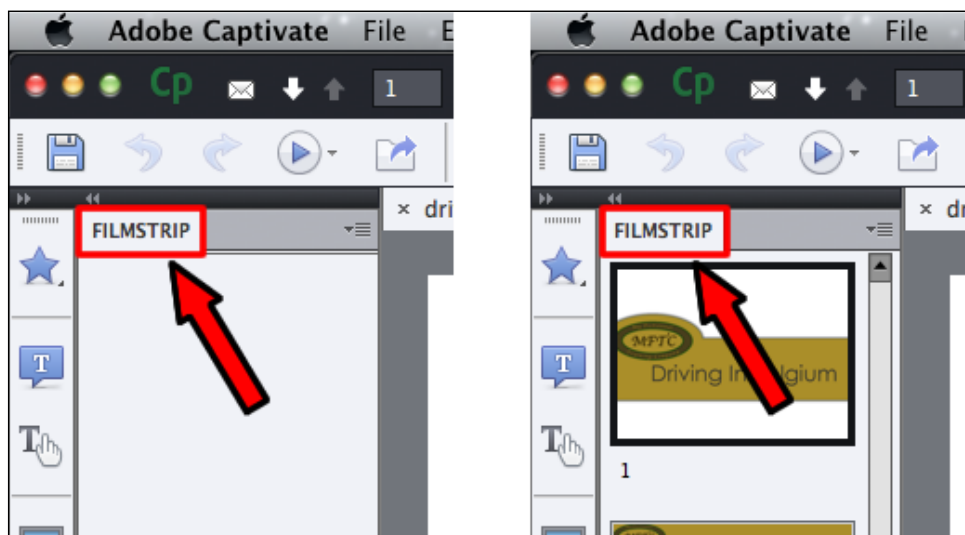 Adobe Captivate File E
Cp 1
FILMSTRIP
× dri
T
T
Adobe Captivate File
Cp 1
FILMSTRIP
× dr
MFTC
Driving In lgium
T
T
1